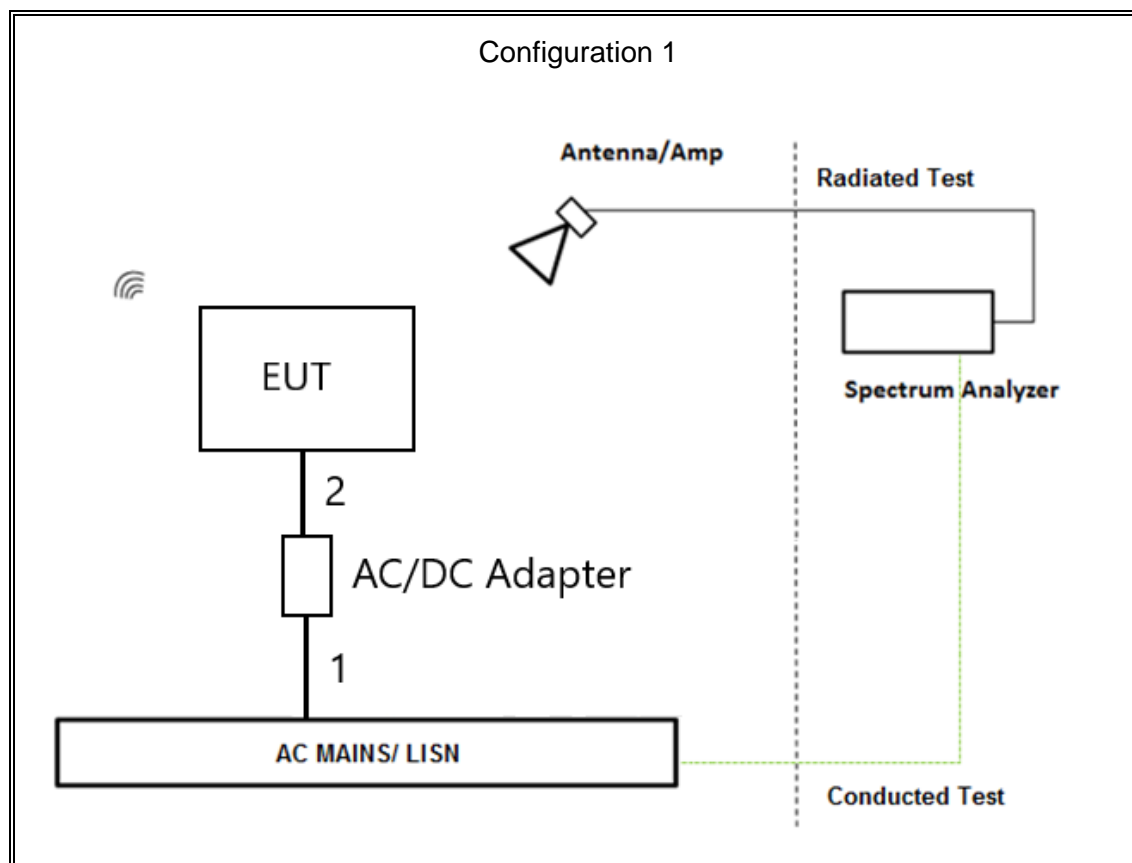 Configuration 1
Antenna/Amp
Radiated Test
EUT
Spectrum Analyzer
2
AC/DC Adapter
1
AC MAINS/ LISN
Conducted Test